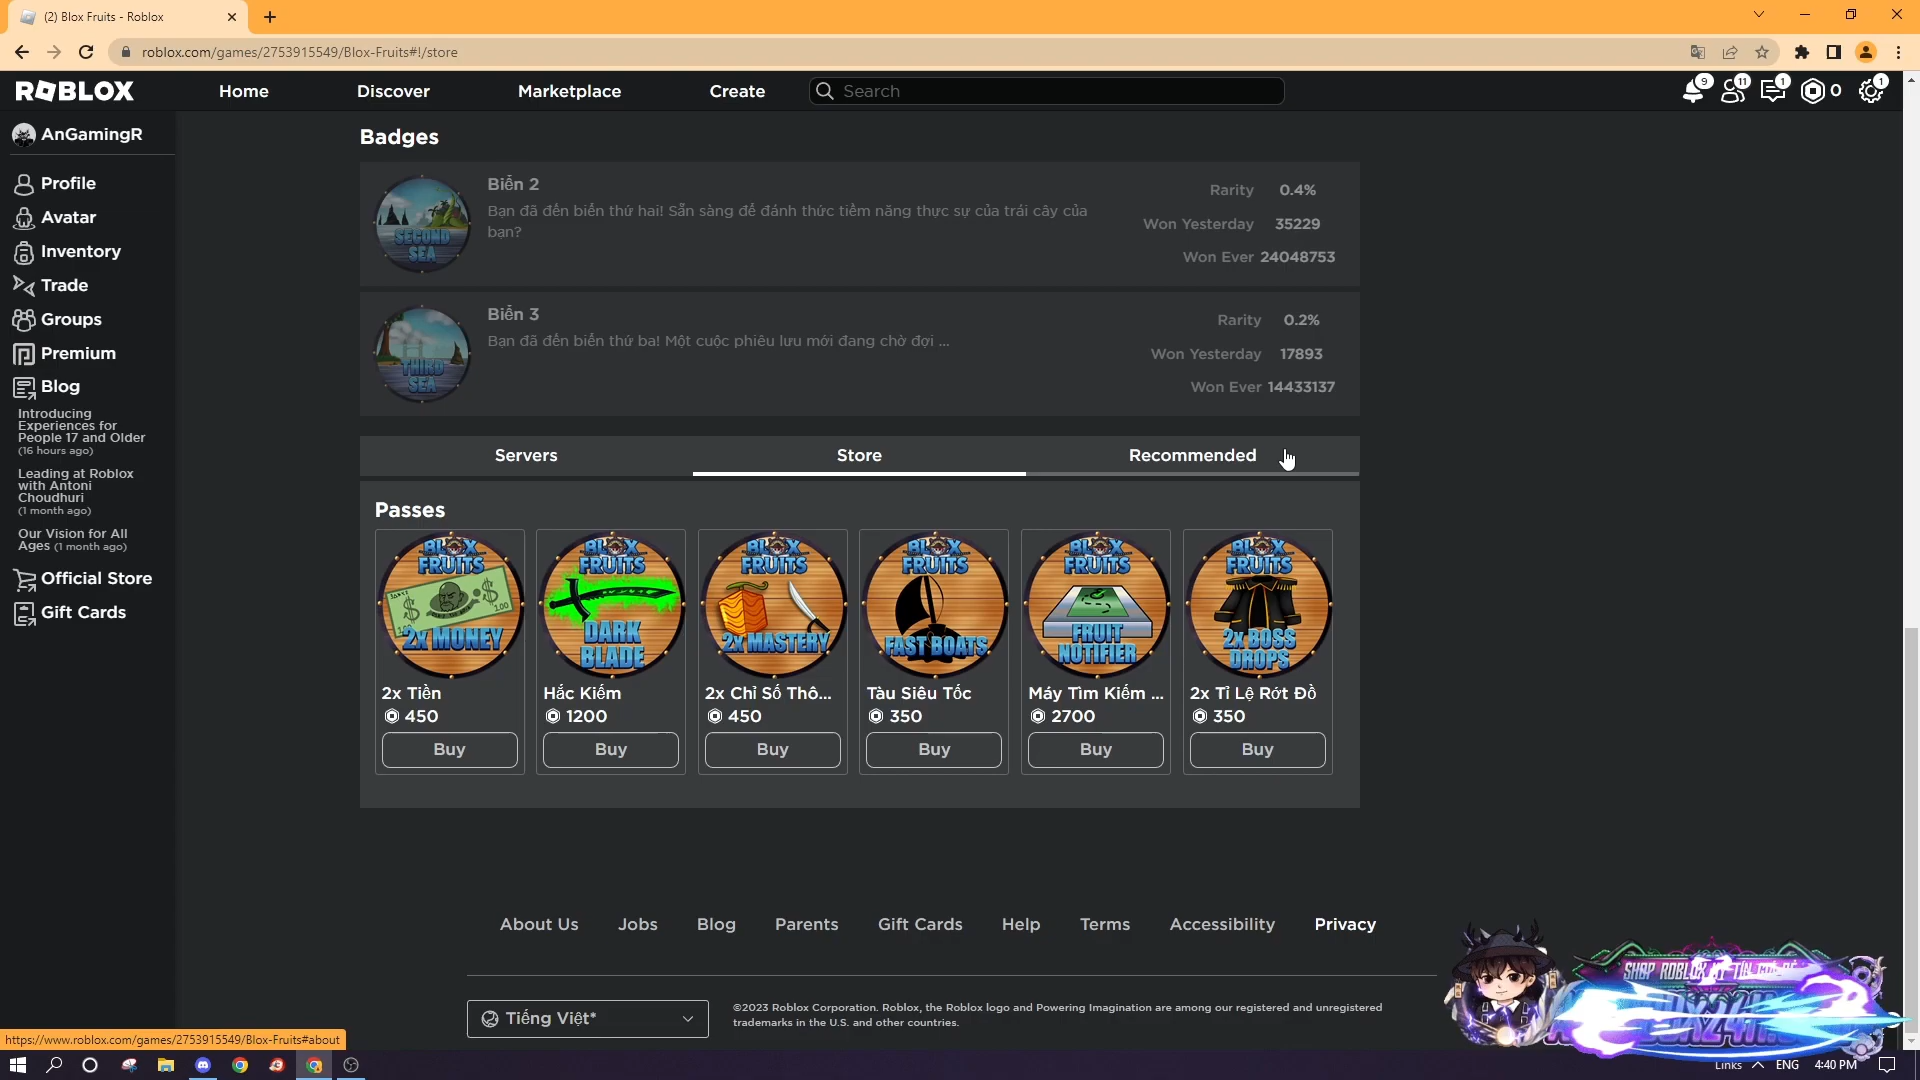 (2) Blox Fruits - Roblox
roblox.com/games/2753915549/Blox-Fruits#!/store
ROBLOX
Home
Discover
Marketplace
Create
Search
9
11
1
0
1
AnGamingR
Profile
Avatar
Inventory
Trade
Groups
Premium
Blog
Introducing
Experiences for
People 17 and Older
(16 hours ago)
Leading at Roblox
with Antoni
Choudhuri
(1 month ago)
Our Vision for All
Ages (1 month ago)
Official Store
Gift Cards
Badges
SECOND
SEA
Biển 2
Bạn đã đến biển thứ hai! Sẵn sàng để đánh thức tiềm năng thực sự của trái cây của
bạn?
Rarity 0.4%
Won Yesterday 35229
Won Ever 24048753
THIRD
SEA
Biển 3
Bạn đã đến biển thứ ba! Một cuộc phiêu lưu mới đang chờ đợi ...
Rarity 0.2%
Won Yesterday 17893
Won Ever 14433137
Servers
Store
Recommended
Passes
BLOX
FRUITS
2X MONEY
2x Tiền
450
Buy
BLOX
FRUITS
DARK
BLADE
Hắc Kiếm
1200
Buy
BLOX
FRUITS
2X MASTERY
2x Chỉ Số Thô...
450
Buy
BLOX
FRUITS
FAST BOATS
Tàu Siêu Tốc
350
Buy
BLOX
FRUITS
FRUIT
NOTIFIER
Máy Tìm Kiếm ...
2700
Buy
BLOX
FRUITS
2X BOSS
DROPS
2x Tỉ Lệ Rớt Đồ
350
Buy
About Us
Jobs
Blog
Parents
Gift Cards
Help
Terms
Accessibility
Privacy
Tiếng Việt*
©2023 Roblox Corporation. Roblox, the Roblox logo and Powering Imagination are among our registered and unregistered
trademarks in the U.S. and other countries.
SHOP ROBLOX
https://www.roblox.com/games/2753915549/Blox-Fruits#about
Links
ENG
4:40 PM